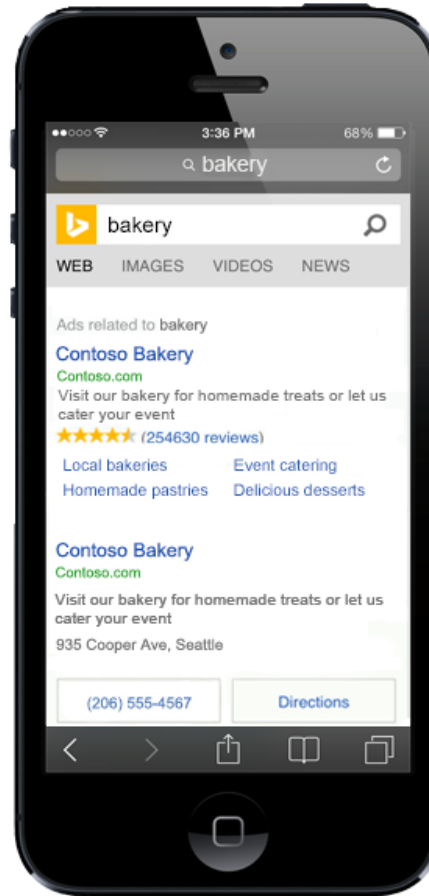 3:36 PM 68%
bakery
bakery
WEB IMAGES VIDEOS NEWS
Ads related to bakery
Contoso Bakery
Contoso.com
Visit our bakery for homemade treats or let us
cater your event
(254630 reviews)
Local bakeries Event catering
Homemade pastries Delicious desserts
Contoso Bakery
Contoso.com
Visit our bakery for homemade treats or let us
cater your event
935 Cooper Ave, Seattle
(206) 555-4567 Directions